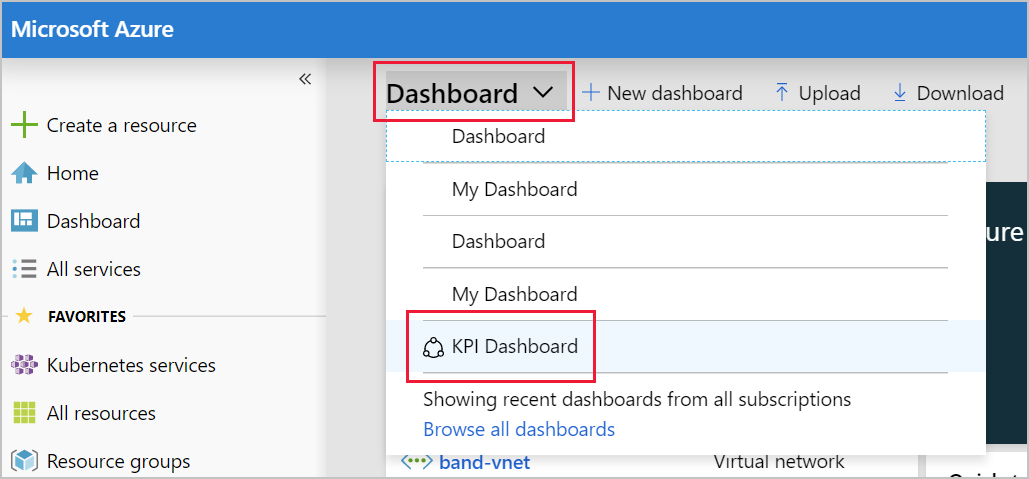 Microsoft Azure
«
Create a resource
Home
Dashboard
All services
FAVORITES
Kubernetes services
All resources
Resource groups
Dashboard
New dashboard
Upload
Download
Dashboard
My Dashboard
Dashboard
My Dashboard
KPI Dashboard
Showing recent dashboards from all subscriptions
Browse all dashboards
ure
band-vnet
Virtual network